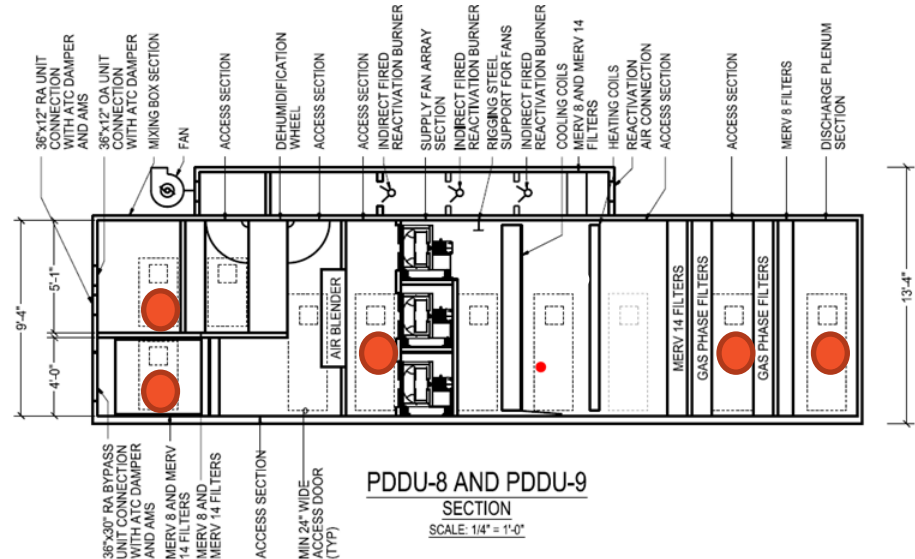 36"x12" RA UNIT
CONNECTION
WITH ATC DAMPER
AND AMS
36"x12" OA UNIT
CONNECTION
WITH ATC DAMPER
MIXING BOX SECTION
FAN
ACCESS SECTION
DEHUMIDIFICATION
WHEEL
ACCESS SECTION
ACCESS SECTION
INDIRECT FIRED
REACTIVATION BURNER
SUPPLY FAN ARRAY
SECTION
INDIRECT FIRED
REACTIVATION BURNER
RIGGING STEEL
SUPPORT FOR FANS
INDIRECT FIRED
REACTIVATION BURNER
COOLING COILS
MERV 8 AND MERV 14
FILTERS
HEATING COILS
REACTIVATION
AIR CONNECTION
ACCESS SECTION
ACCESS SECTION
MERV 8 FILTERS
DISCHARGE PLENUM
SECTION
9'-4"
5'-1"
4'-0"
AIR BLENDER
MERV 14 FILTERS
GAS PHASE FILTERS
GAS PHASE FILTERS
13'-4"
36"x30" RA BYPASS
UNIT CONNECTION
WITH ATC DAMPER
AND AMS
MERV 8 AND MERV
14 FILTERS
MERV 8 AND
MERV 14 FILTERS
ACCESS SECTION
MIN 24" WIDE
ACCESS DOOR
(TYP)
PDDU-8 AND PDDU-9
SECTION
SCALE: 1/4" = 1'-0"